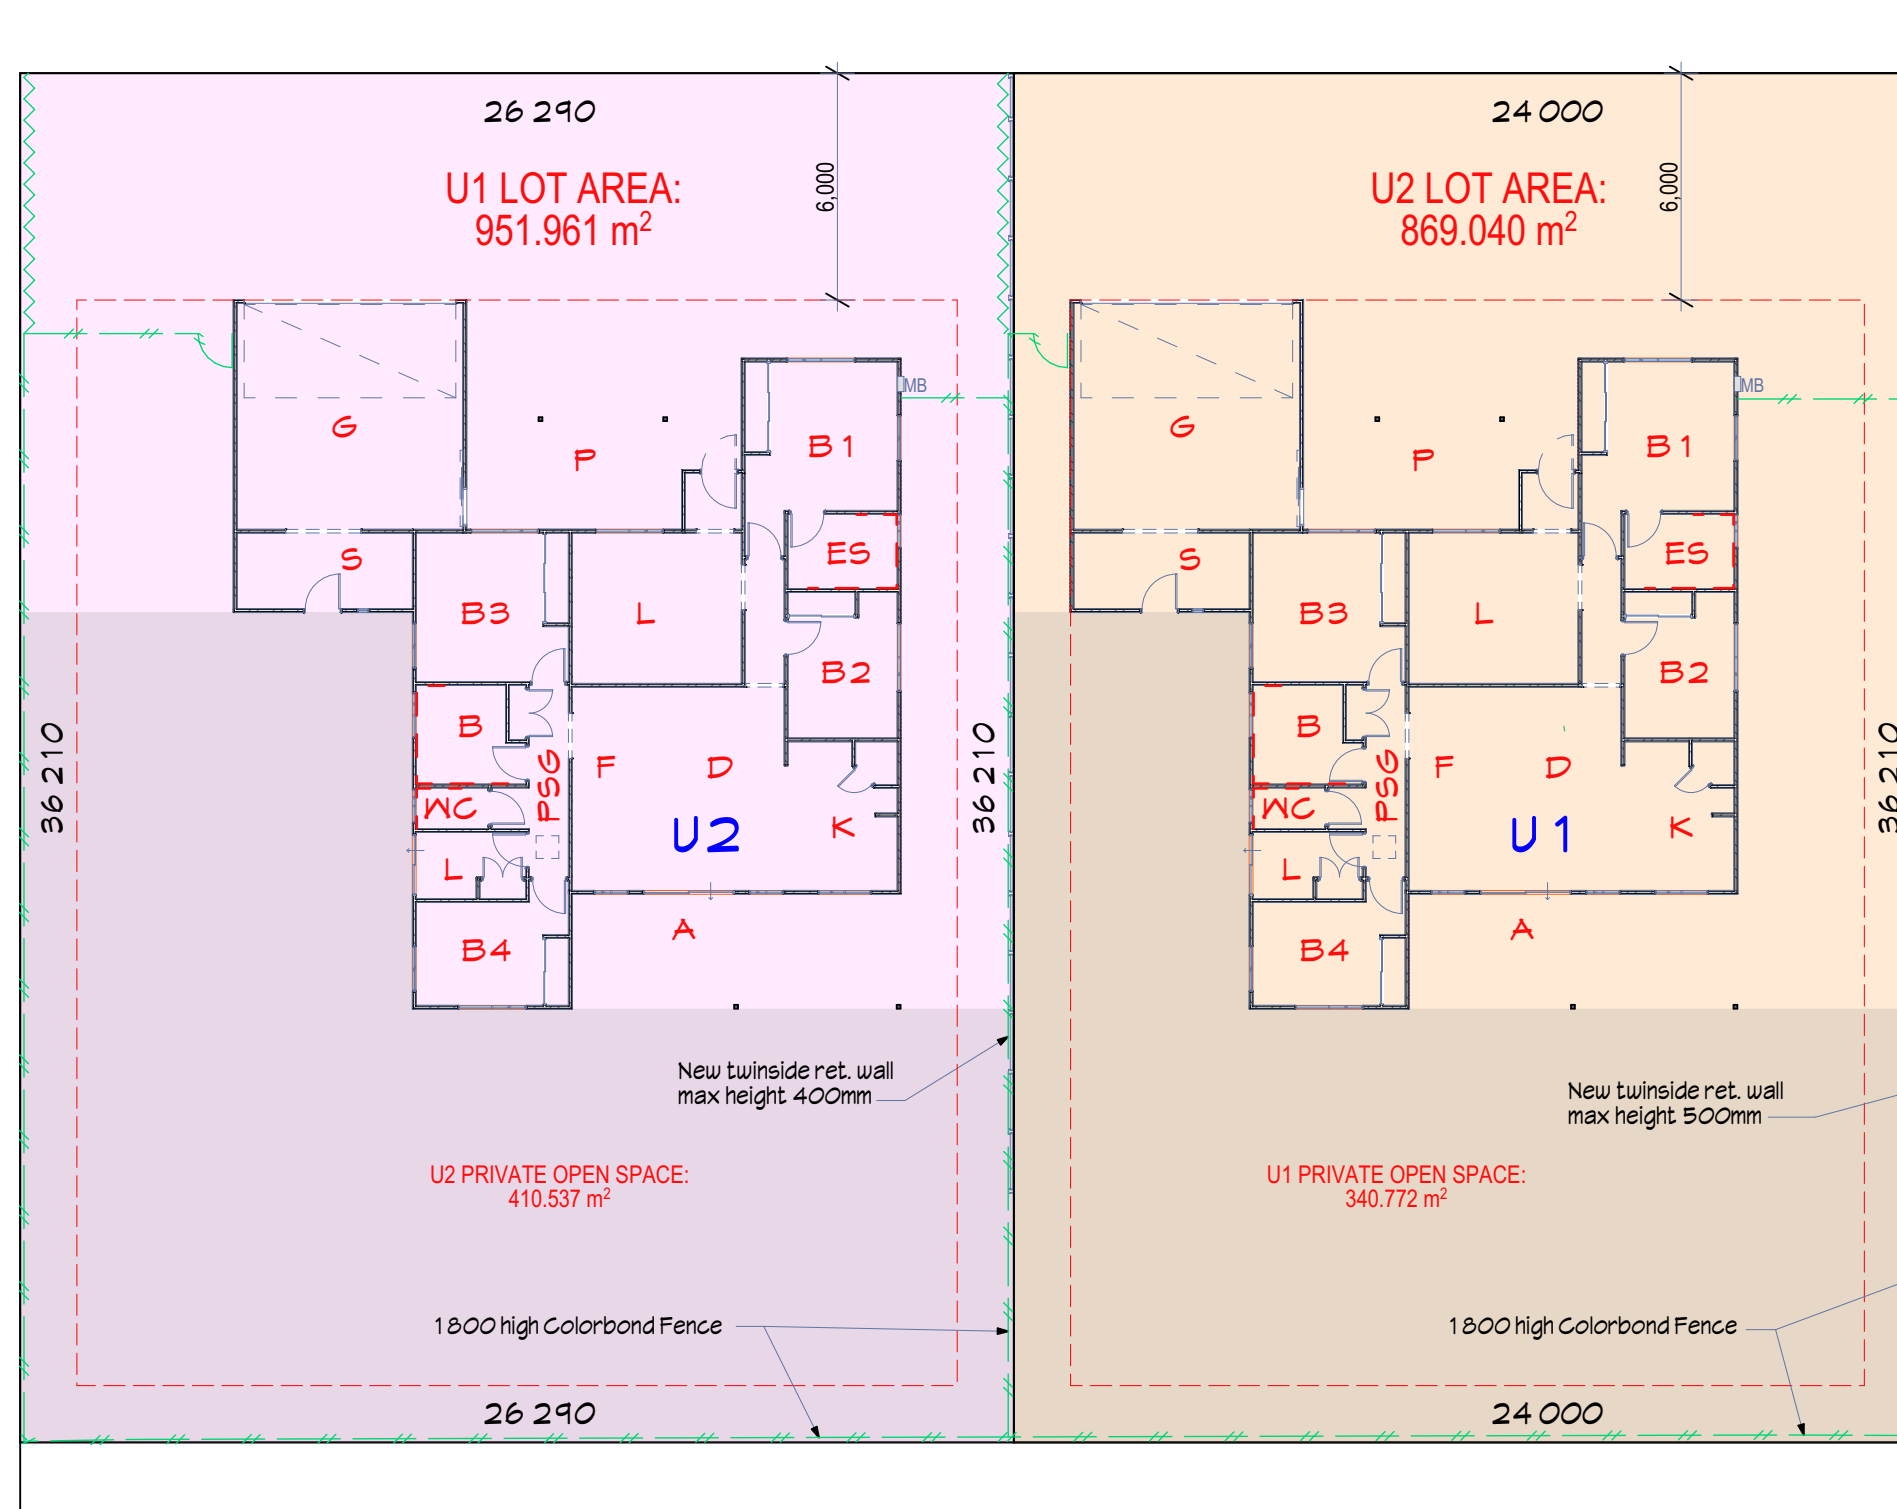 26 290
U1 LOT AREA:
951.961 m²
6,000
G
P
B1
MB
S
ES
B3
L
B2
B
PSG
F
D
WC
U2
K
L
B4
A
36 210
36 210
New twinside ret. wall
max height 400mm
U2 PRIVATE OPEN SPACE:
410.537 m²
1800 high Colorbond Fence
26 290
24 000
U2 LOT AREA:
869.040 m²
6,000
G
P
B1
MB
S
ES
B3
L
B2
B
PSG
F
D
WC
U1
K
L
B4
A
36 210
New twinside ret. wall
max height 500mm
U1 PRIVATE OPEN SPACE:
340.772 m²
1800 high Colorbond Fence
24 000